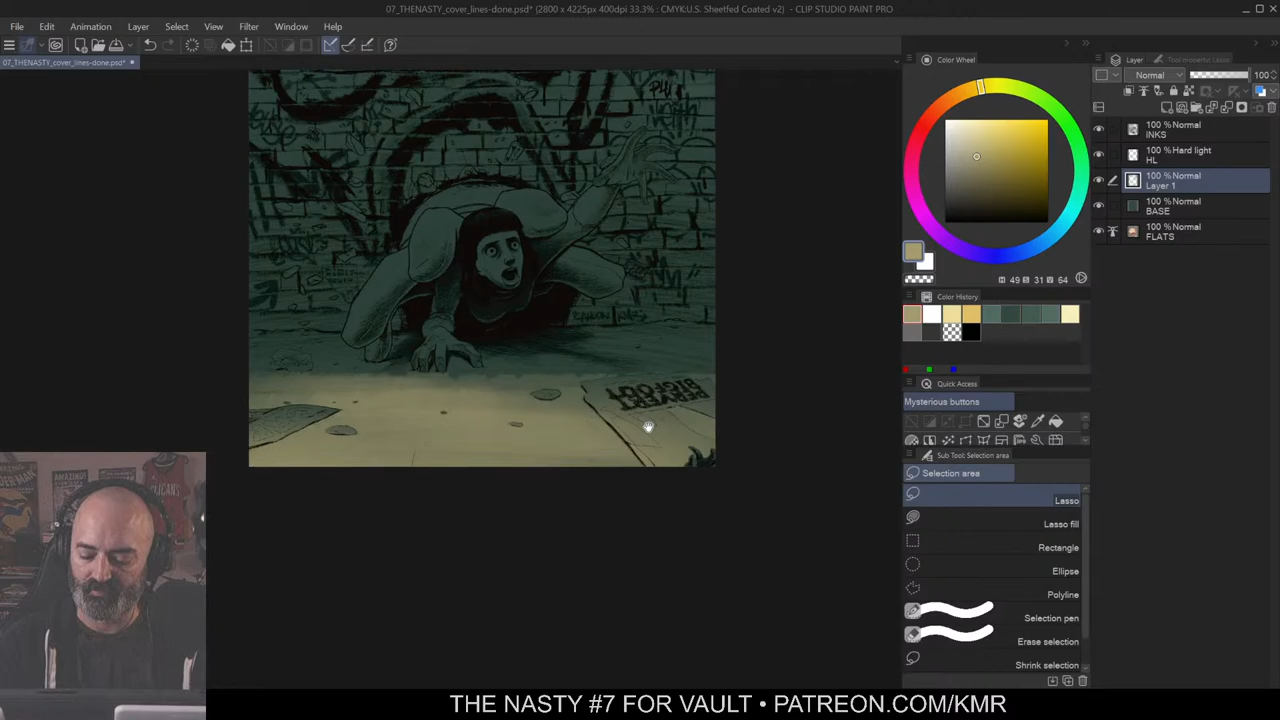 07_THENASTY_cover_lines-done.psd* (2800 x 4225px 400dpi 33.3% : CMYK:U.S. Sheetfed Coated v2) - CLIP STUDIO PAINT PRO
File Edit Animation Layer Select View Filter Window Help
07_THENASTY_cover_lines-done.psd*
Color Wheel
H 49 S 31 V 64
Color History
Quick Access
Mysterious buttons
Sub Tool: Selection area
Selection area
Lasso
Lasso fill
Rectangle
Ellipse
Polyline
Selection pen
Erase selection
Shrink selection
Layer Tool property: Lasso
Normal 100
100 % Normal
INKS
100 % Hard light
HL
100 % Normal
Layer 1
100 % Normal
BASE
100 % Normal
FLATS
BIGFOOT
THE NASTY #7 FOR VAULT • PATREON.COM/KMR